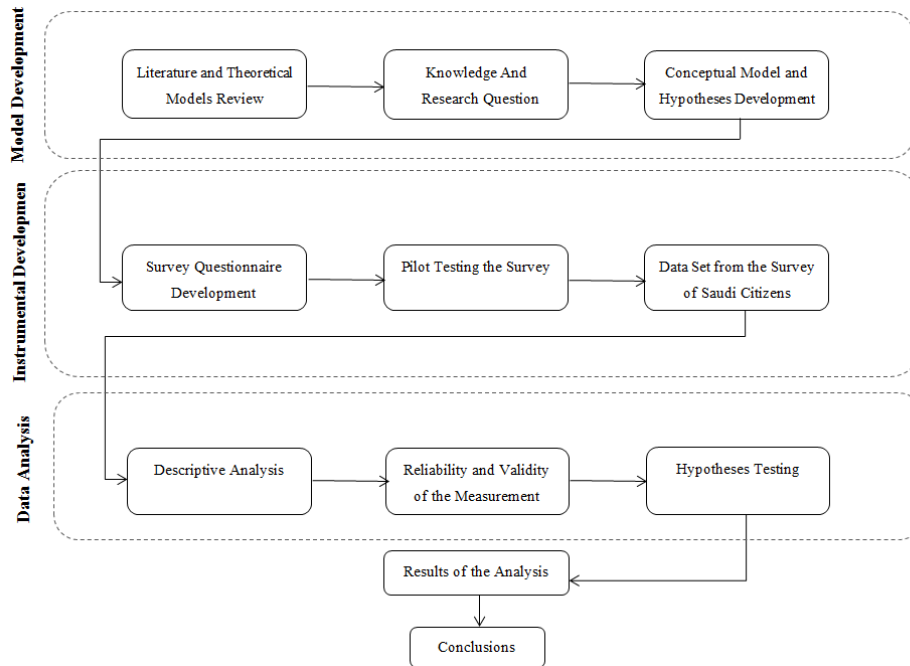 Model Development
Literature and Theoretical
Models Review
Knowledge And
Research Question
Conceptual Model and
Hypotheses Development
Instrumental Developmen
Survey Questionnaire
Development
Pilot Testing the Survey
Data Set from the Survey
of Saudi Citizens
Data Analysis
Descriptive Analysis
Reliability and Validity
of the Measurement
Hypotheses Testing
Results of the Analysis
Conclusions